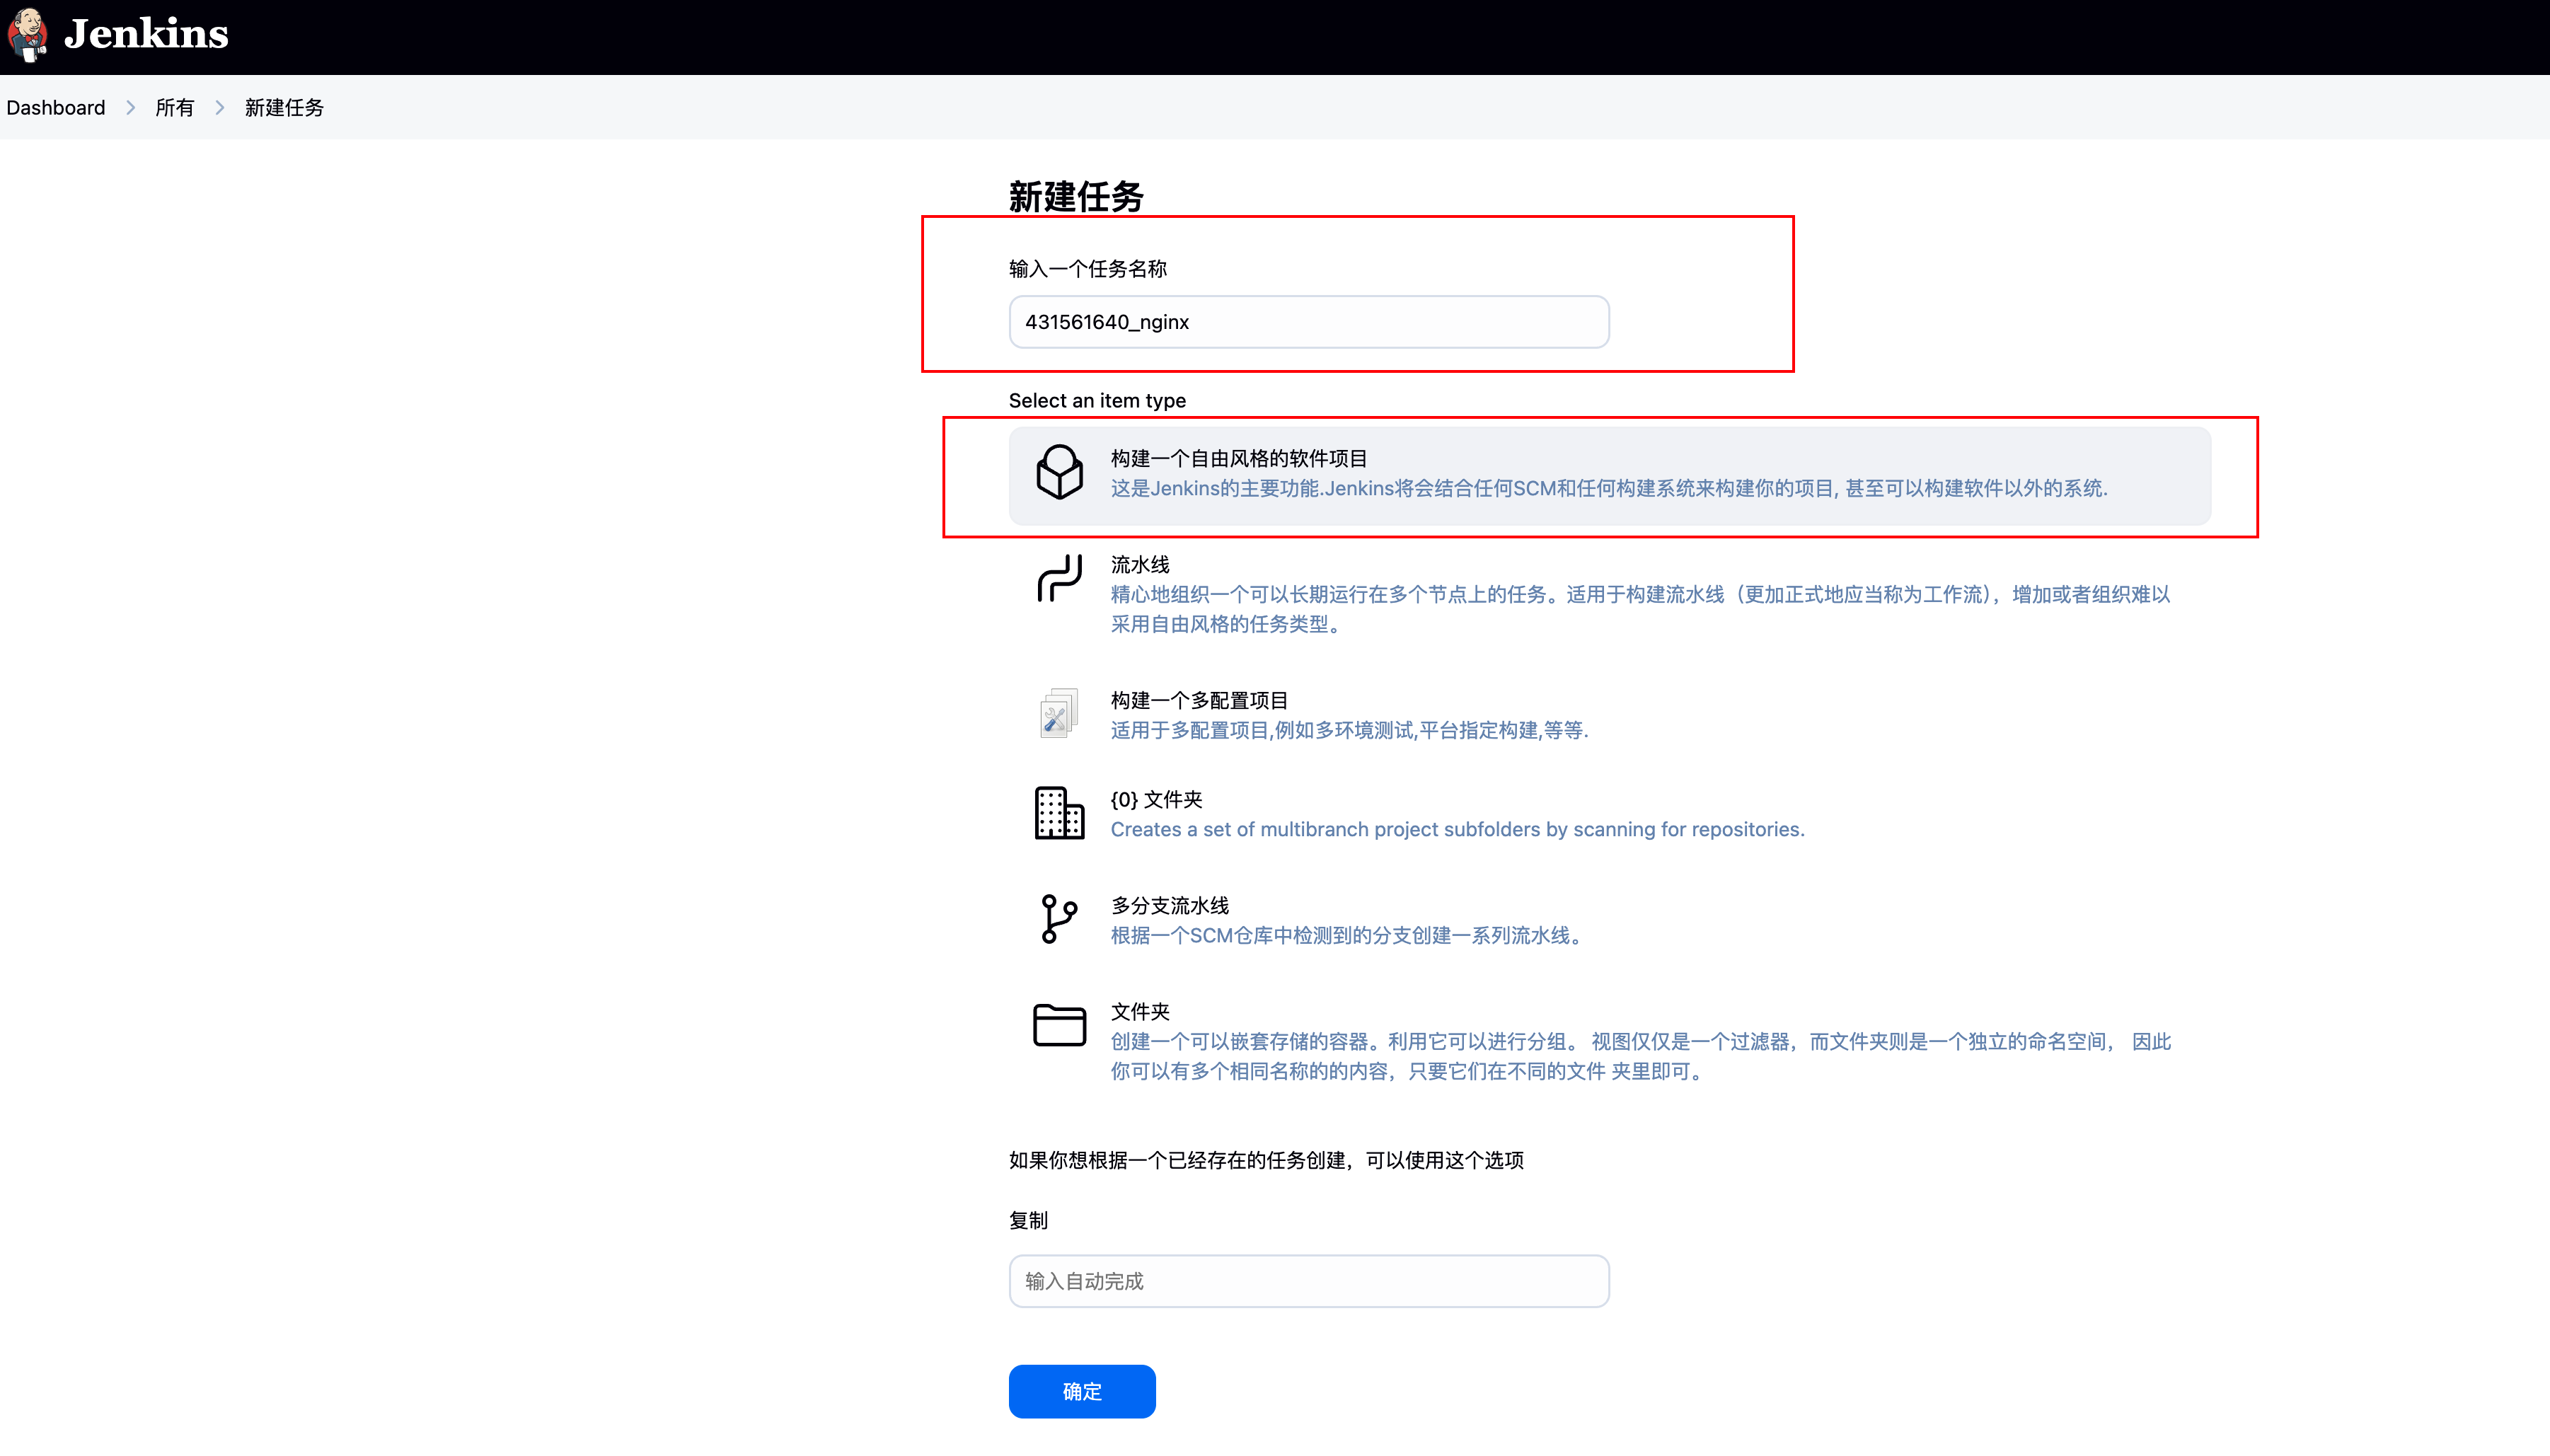 Jenkins
Dashboard
所有
新建任务
新建任务
输入一个任务名称
431561640_nginx
Select an item type
构建一个自由风格的软件项目
这是Jenkins的主要功能.Jenkins将会结合任何SCM和任何构建系统来构建你的项目, 甚至可以构建软件以外的系统.
流水线
精心地组织一个可以长期运行在多个节点上的任务。适用于构建流水线（更加正式地应当称为工作流），增加或者组织难以
采用自由风格的任务类型。
构建一个多配置项目
适用于多配置项目,例如多环境测试,平台指定构建,等等.
{0} 文件夹
Creates a set of multibranch project subfolders by scanning for repositories.
多分支流水线
根据一个SCM仓库中检测到的分支创建一系列流水线。
文件夹
创建一个可以嵌套存储的容器。利用它可以进行分组。 视图仅仅是一个过滤器，而文件夹则是一个独立的命名空间， 因此
你可以有多个相同名称的的内容，只要它们在不同的文件 夹里即可。
如果你想根据一个已经存在的任务创建，可以使用这个选项
复制
输入自动完成
确定